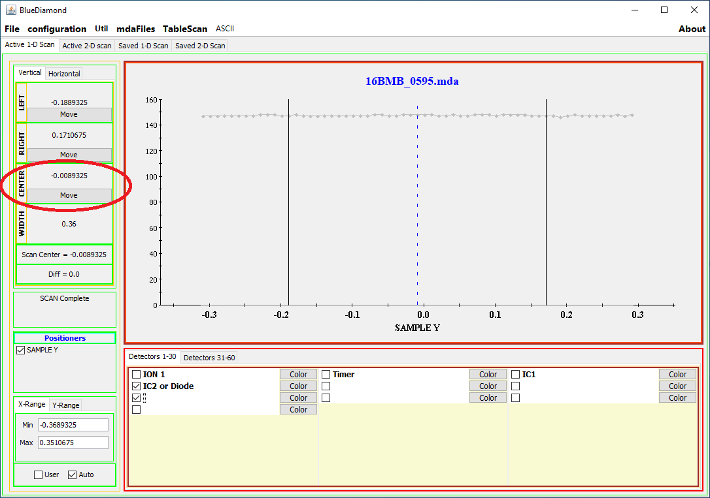 BlueDiamond
File configuration Util mdaFiles TableScan ASCII About
Active 1-D Scan Active 2-D scan Saved 1-D Scan Saved 2-D Scan
Vertical Horizontal
LEFT -0.1889325
Move
RIGHT 0.1710675
Move
CENTER -0.0089325
Move
WIDTH 0.36
Scan Center = -0.0089325
Diff = 0.0
SCAN Complete
Positioners
SAMPLE Y
X-Range Y-Range
Min -0.3689325
Max 0.3510675
User Auto
16BMB_0595.mda
160
140
120
100
80
60
40
20
0
-0.3 -0.2 -0.1 0.0 0.1 0.2 0.3
SAMPLE Y
Detectors 1-30 Detectors 31-60
ION 1 Color Timer Color IC1 Color
IC2 or Diode Color Color Color
Color Color Color
Color